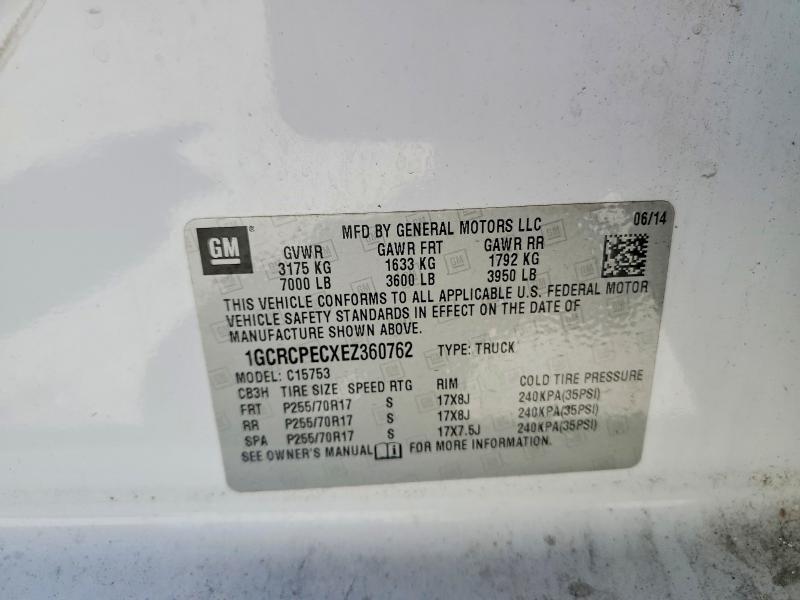 GM®
MFD BY GENERAL MOTORS LLC 06/14
GVWR GAWR FRT GAWR RR
3175 KG 1633 KG 1792 KG
7000 LB 3600 LB 3950 LB
THIS VEHICLE CONFORMS TO ALL APPLICABLE U.S. FEDERAL MOTOR
VEHICLE SAFETY STANDARDS IN EFFECT ON THE DATE OF
MANUFACTURE SHOWN ABOVE.
1GCRCPECXEZ360762 TYPE: TRUCK
MODEL: C15753
CB3H TIRE SIZE SPEED RTG RIM COLD TIRE PRESSURE
FRT P255/70R17 S 17X8J 240KPA(35PSI)
RR P255/70R17 S 17X8J 240KPA(35PSI)
SPA P255/70R17 S 17X7.5J 240KPA(35PSI)
SEE OWNER'S MANUAL FOR MORE INFORMATION.